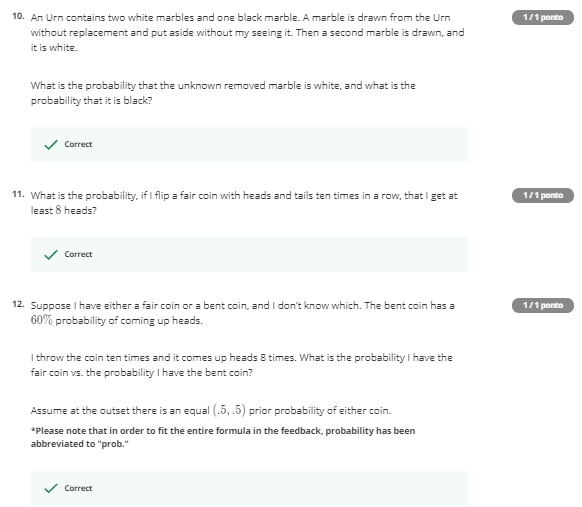 10. An Urn contains two white marbles and one black marble. A marble is drawn from the Urn
1 / 1 ponto
without replacement and put aside without my seeing it. Then a second marble is drawn, and
it is white.
What is the probability that the unknown removed marble is white, and what is the
probability that it is black?
Correct
11. What is the probability, if I flip a fair coin with heads and tails ten times in a row, that I get at
1 / 1 ponto
least 8 heads?
Correct
12. Suppose I have either a fair coin or a bent coin, and I don't know which. The bent coin has a
1 / 1 ponto
60% probability of coming up heads.
I throw the coin ten times and it comes up heads 8 times. What is the probability I have the
fair coin vs. the probability I have the bent coin?
Assume at the outset there is an equal (.5, .5) prior probability of either coin.
*Please note that in order to fit the entire formula in the feedback, probability has been
abbreviated to "prob."
Correct